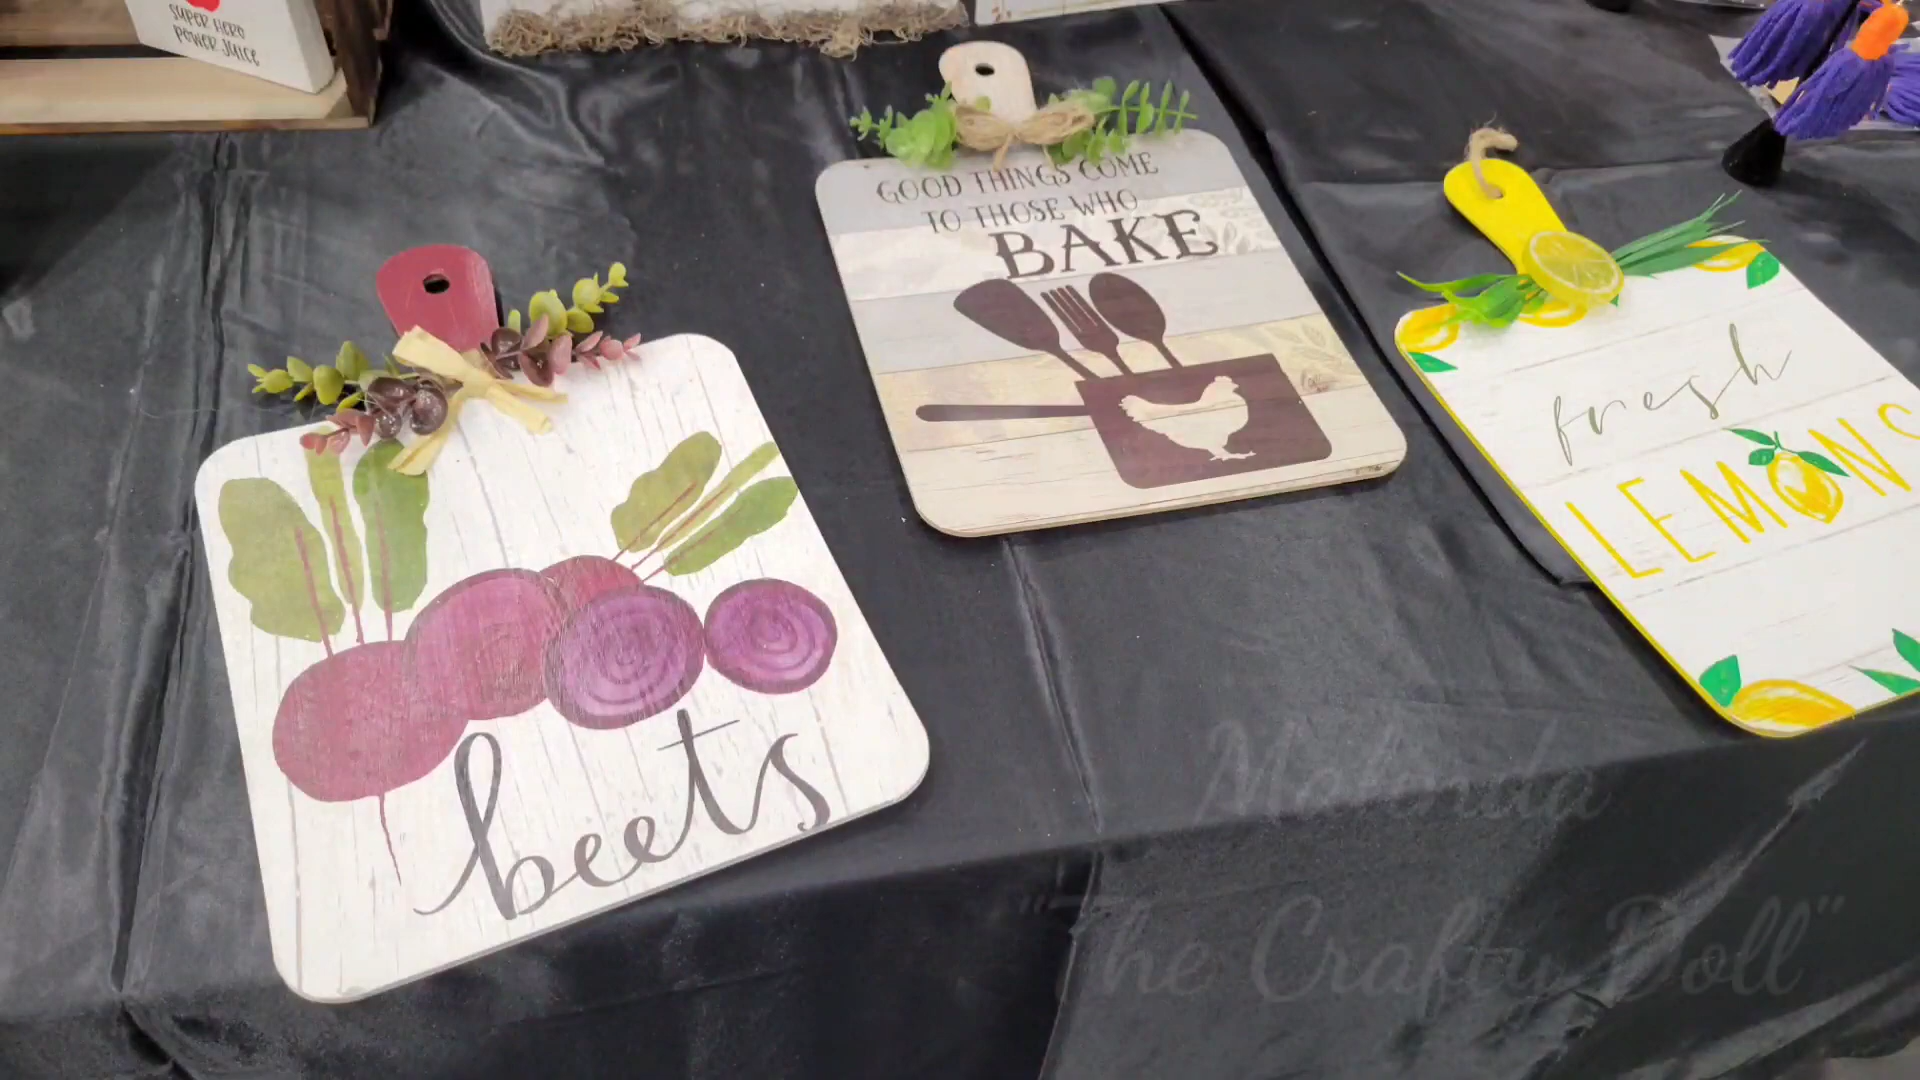 SUPER HERO
POWER JUICE
GOOD THINGS COME
TO THOSE WHO
BAKE
fresh
LEMONS
beets
"The Crafty Doll"